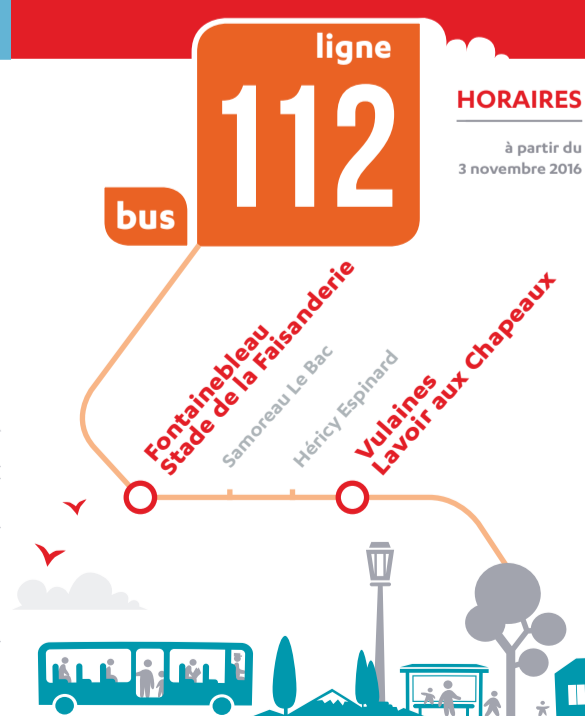 ligne
112
bus
HORAIRES
à partir du
3 novembre 2016
Fontainebleau
Stade de la Faisanderie
Samoreau Le Bac
Héricy Espinard
Vulaines
Lavoir aux Chapeaux